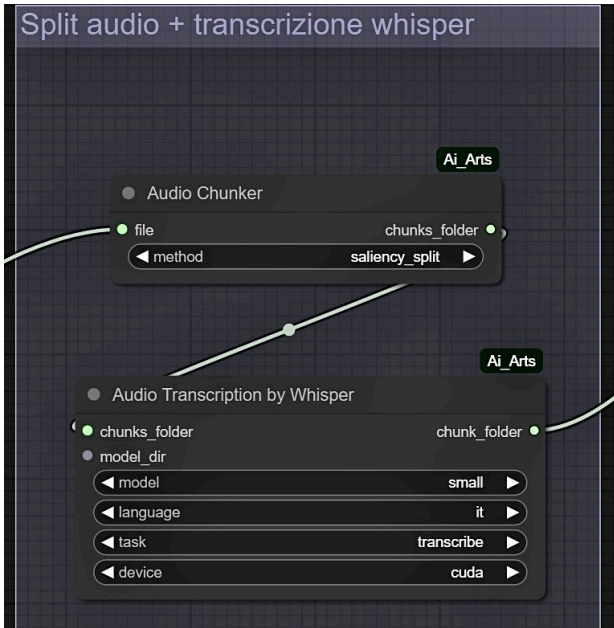 Split audio + transcrizione whisper
Ai_Arts
Audio Chunker
file chunks_folder
method saliency_split
Ai_Arts
Audio Transcription by Whisper
chunks_folder chunk_folder
model_dir
model small
language it
task transcribe
device cuda